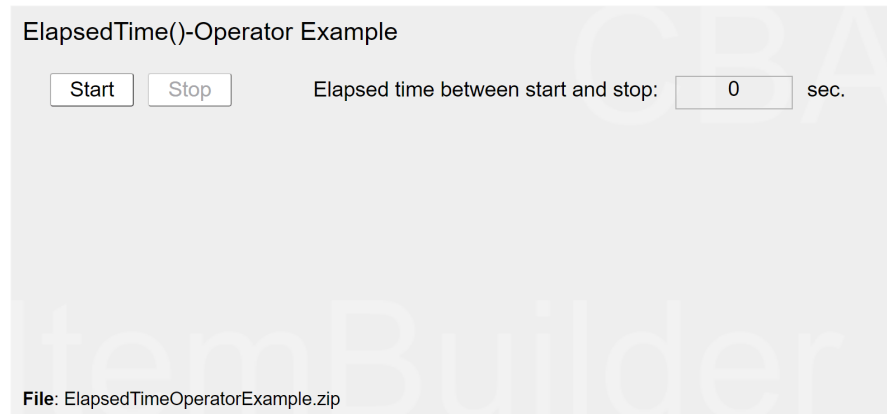 ElapsedTime()-Operator Example
Start Stop Elapsed time between start and stop: 0 sec.
CBA
ItemBuilder
File: ElapsedTimeOperatorExample.zip